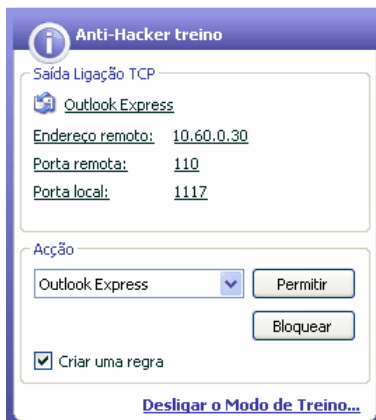 Anti-Hacker treino
Saída Ligação TCP
Outlook Express
Endereço remoto: 10.60.0.30
Porta remota: 110
Porta local: 1117
Acção
Outlook Express Permitir
Bloquear
Criar uma regra
Desligar o Modo de Treino...